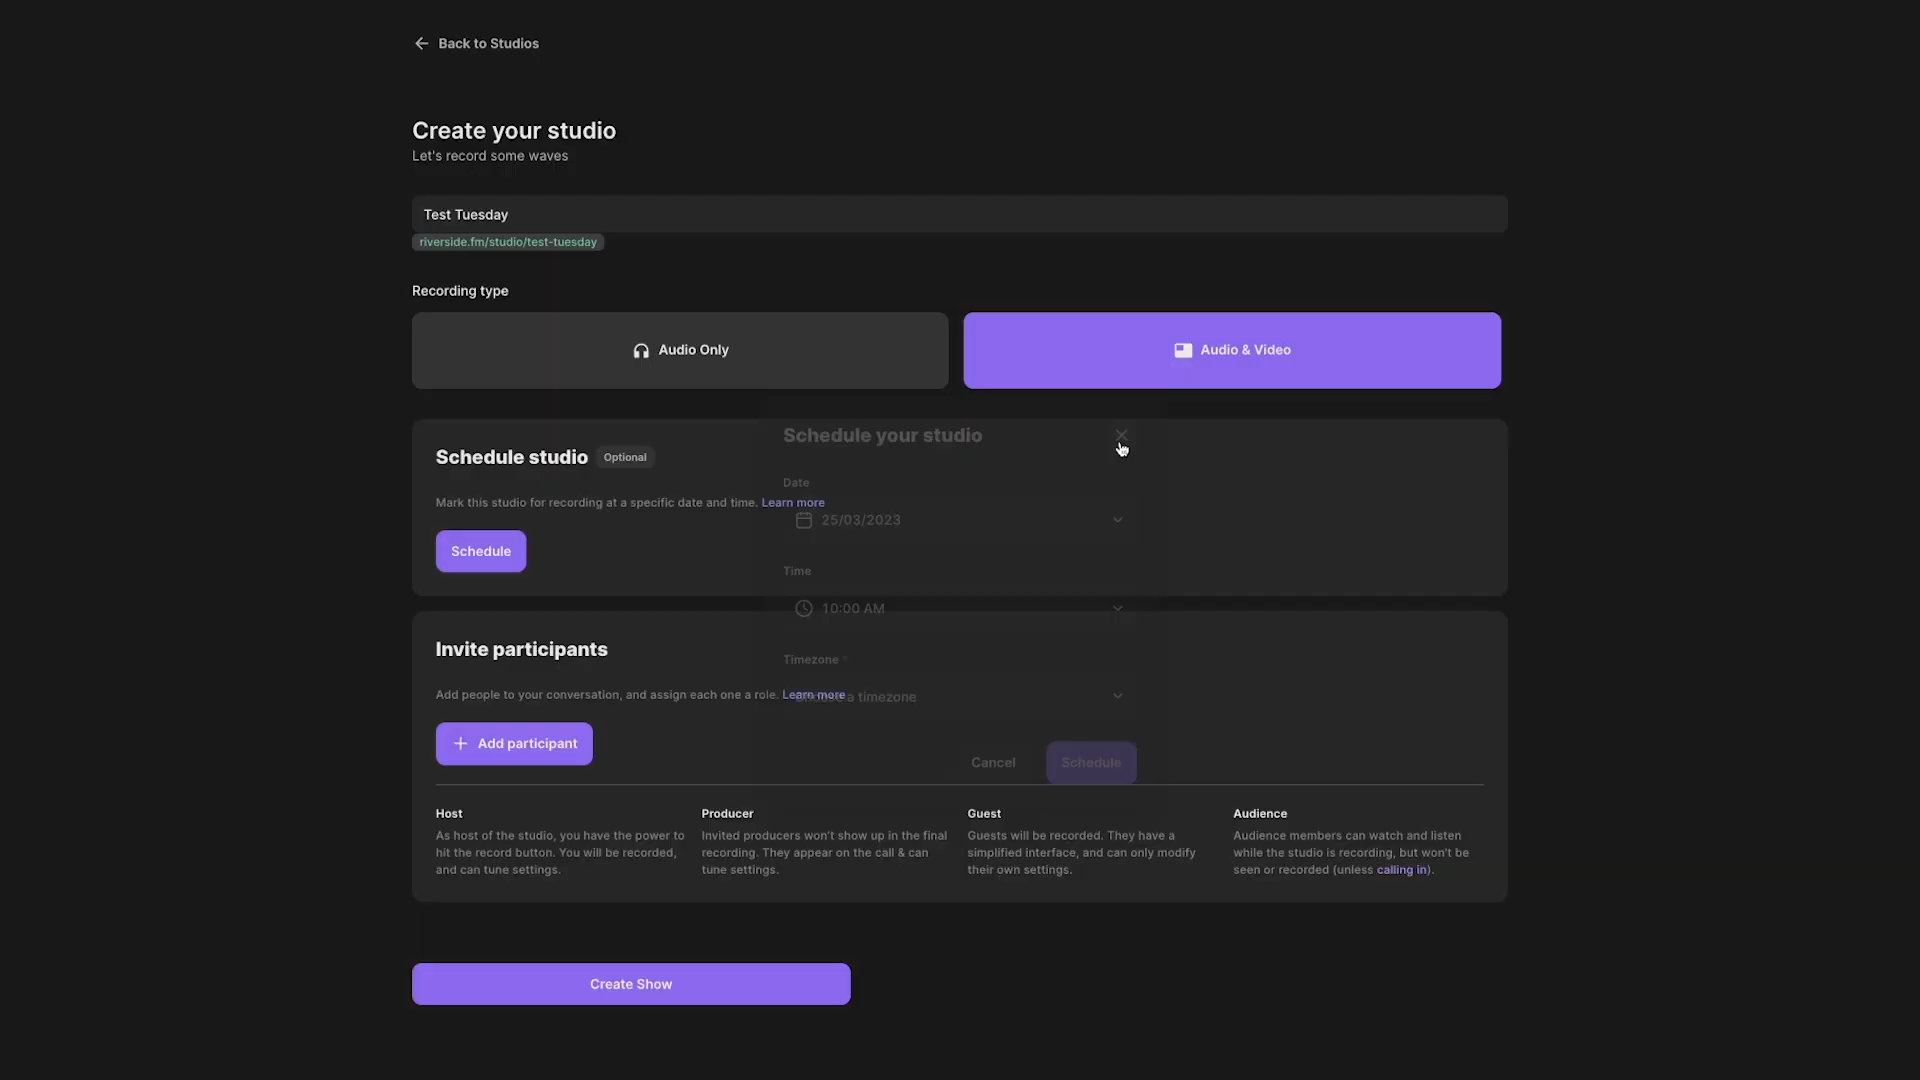 Back to Studios
Create your studio
Let's record some waves
Test Tuesday
riverside.fm/studio/test-tuesday
Recording type
Audio Only
Audio & Video
Schedule studio Optional
Mark this studio for recording at a specific date and time. Learn more
Schedule
Schedule your studio
Date
25/03/2023
Time
10:00 AM
Timezone *
Choose a timezone
Cancel
Schedule
Invite participants
Add people to your conversation, and assign each one a role. Learn more
Add participant
Host
As host of the studio, you have the power to
hit the record button. You will be recorded,
and can tune settings.
Producer
Invited producers won't show up in the final
recording. They appear on the call & can
tune settings.
Guest
Guests will be recorded. They have a
simplified interface, and can only modify
their own settings.
Audience
Audience members can watch and listen
while the studio is recording, but won't be
seen or recorded (unless calling in).
Create Show